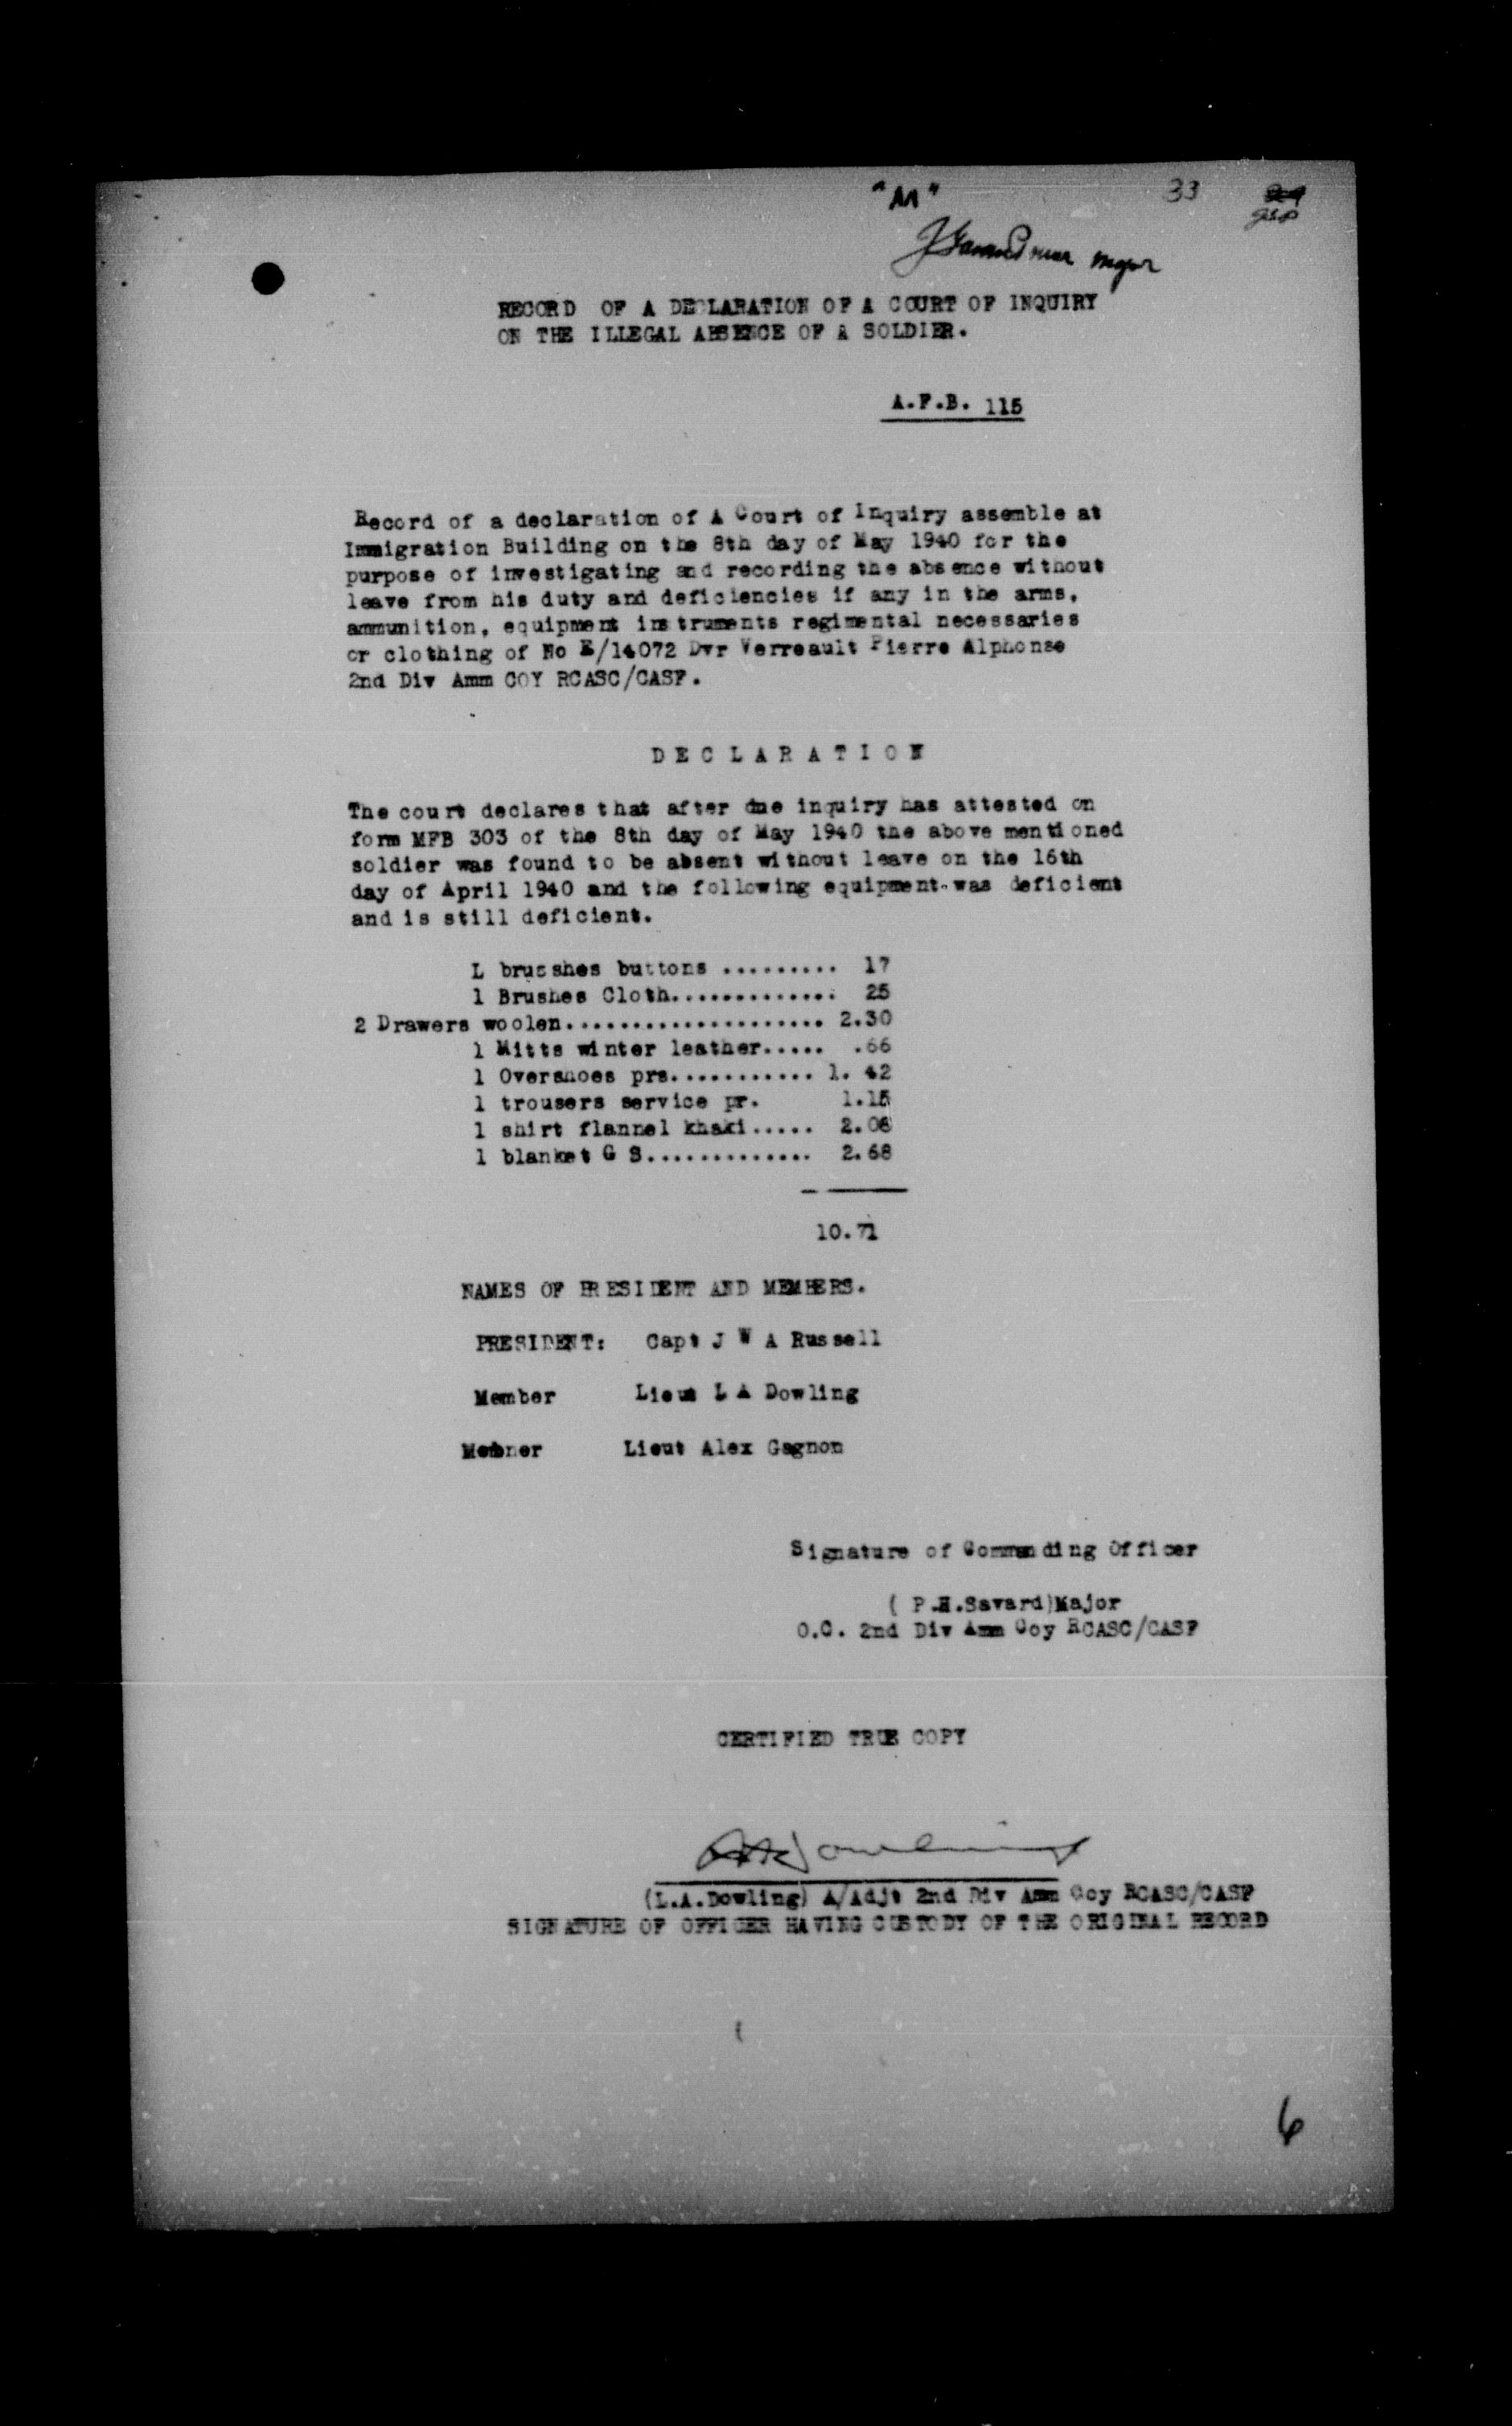 "M"
33
Major
RECORD OF A DECLARATION OF A COURT OF INQUIRY
ON THE ILLEGAL ABSENCE OF A SOLDIER.
A.F.B. 115
Record of a declaration of A Court of Inquiry assemble at
Immigration Building on the 8th day of May 1940 for the
purpose of investigating and recording the absence without
leave from his duty and deficiencies if any in the arms,
ammunition, equipment instruments regimental necessaries
or clothing of No E/14072 Dvr Verreault Pierre Alphonse
2nd Div Amm COY RCASC/CASF.
DECLARATION
The court declares that after due inquiry has attested on
form MFB 303 of the 8th day of May 1940 the above mentioned
soldier was found to be absent without leave on the 16th
day of April 1940 and the following equipment was deficient
and is still deficient.
L brusshes buttons ......... 17
1 Brushes Cloth.............. 25
2 Drawers woolen..................... 2.30
1 Mitts winter leather..... .66
1 Overshoes prs............ 1. 42
1 trousers service pr. 1.15
1 shirt flannel khaki..... 2.08
1 blanket G S.............. 2.68
10.71
NAMES OF PRESIDENT AND MEMBERS.
PRESIDENT: Capt J W A Russell
Member Lieut L A Dowling
Membner Lieut Alex Gagnon
Signature of Commanding Officer
( P.H.Savard)Major
O.C. 2nd Div Amm Coy RCASC/CASF
CERTIFIED TRUE COPY
LADowling
(L.A.Dowling) A/Adjt 2nd Div Amm Coy RCASC/CASF
SIGNATURE OF OFFICER HAVING CUSTODY OF THE ORIGINAL RECORD
6